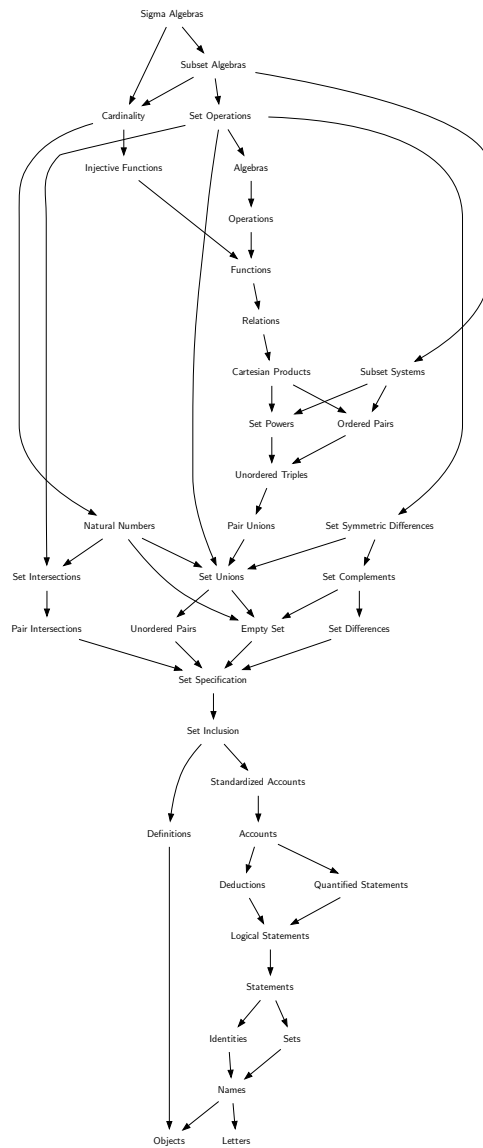 Sigma Algebras
Subset Algebras
Cardinality
Set Operations
Injective Functions
Algebras
Operations
Functions
Relations
Cartesian Products
Subset Systems
Set Powers
Ordered Pairs
Unordered Triples
Natural Numbers
Pair Unions
Set Symmetric Differences
Set Intersections
Set Unions
Set Complements
Pair Intersections
Unordered Pairs
Empty Set
Set Differences
Set Specification
Set Inclusion
Standardized Accounts
Definitions
Accounts
Deductions
Quantified Statements
Logical Statements
Statements
Identities
Sets
Names
Objects
Letters